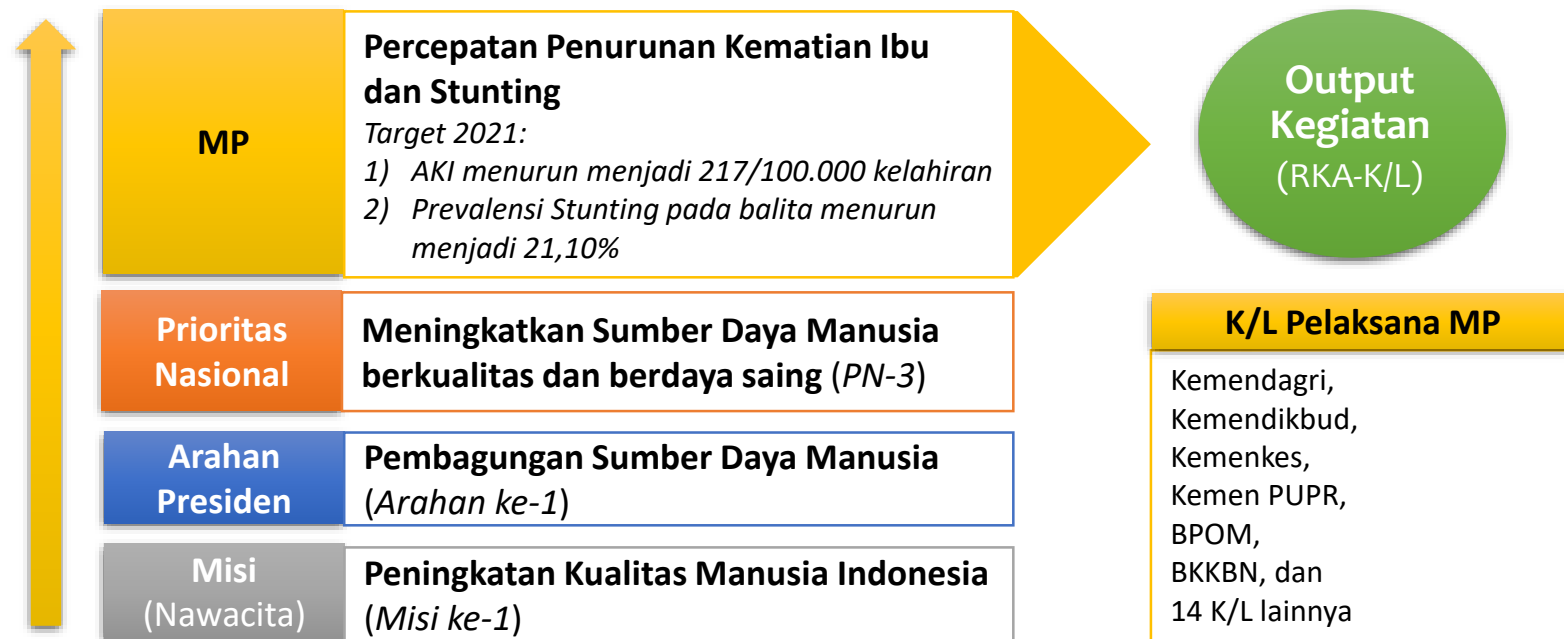 MP
Percepatan Penurunan Kematian Ibu
dan Stunting
Target 2021:
1) AKI menurun menjadi 217/100.000 kelahiran
2) Prevalensi Stunting pada balita menurun
menjadi 21,10%
Prioritas
Nasional
Meningkatkan Sumber Daya Manusia
berkualitas dan berdaya saing (PN-3)
Arahan
Presiden
Pembagungan Sumber Daya Manusia
(Arahan ke-1)
Misi
(Nawacita)
Peningkatan Kualitas Manusia Indonesia
(Misi ke-1)
Output
Kegiatan
(RKA-K/L)
K/L Pelaksana MP
Kemendagri,
Kemendikbud,
Kemenkes,
Kemen PUPR,
BPOM,
BKKBN, dan
14 K/L lainnya